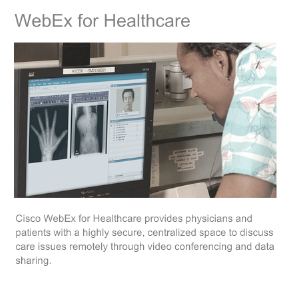 WebEx for Healthcare
Cisco WebEx for Healthcare provides physicians and
patients with a highly secure, centralized space to discuss
care issues remotely through video conferencing and data
sharing.